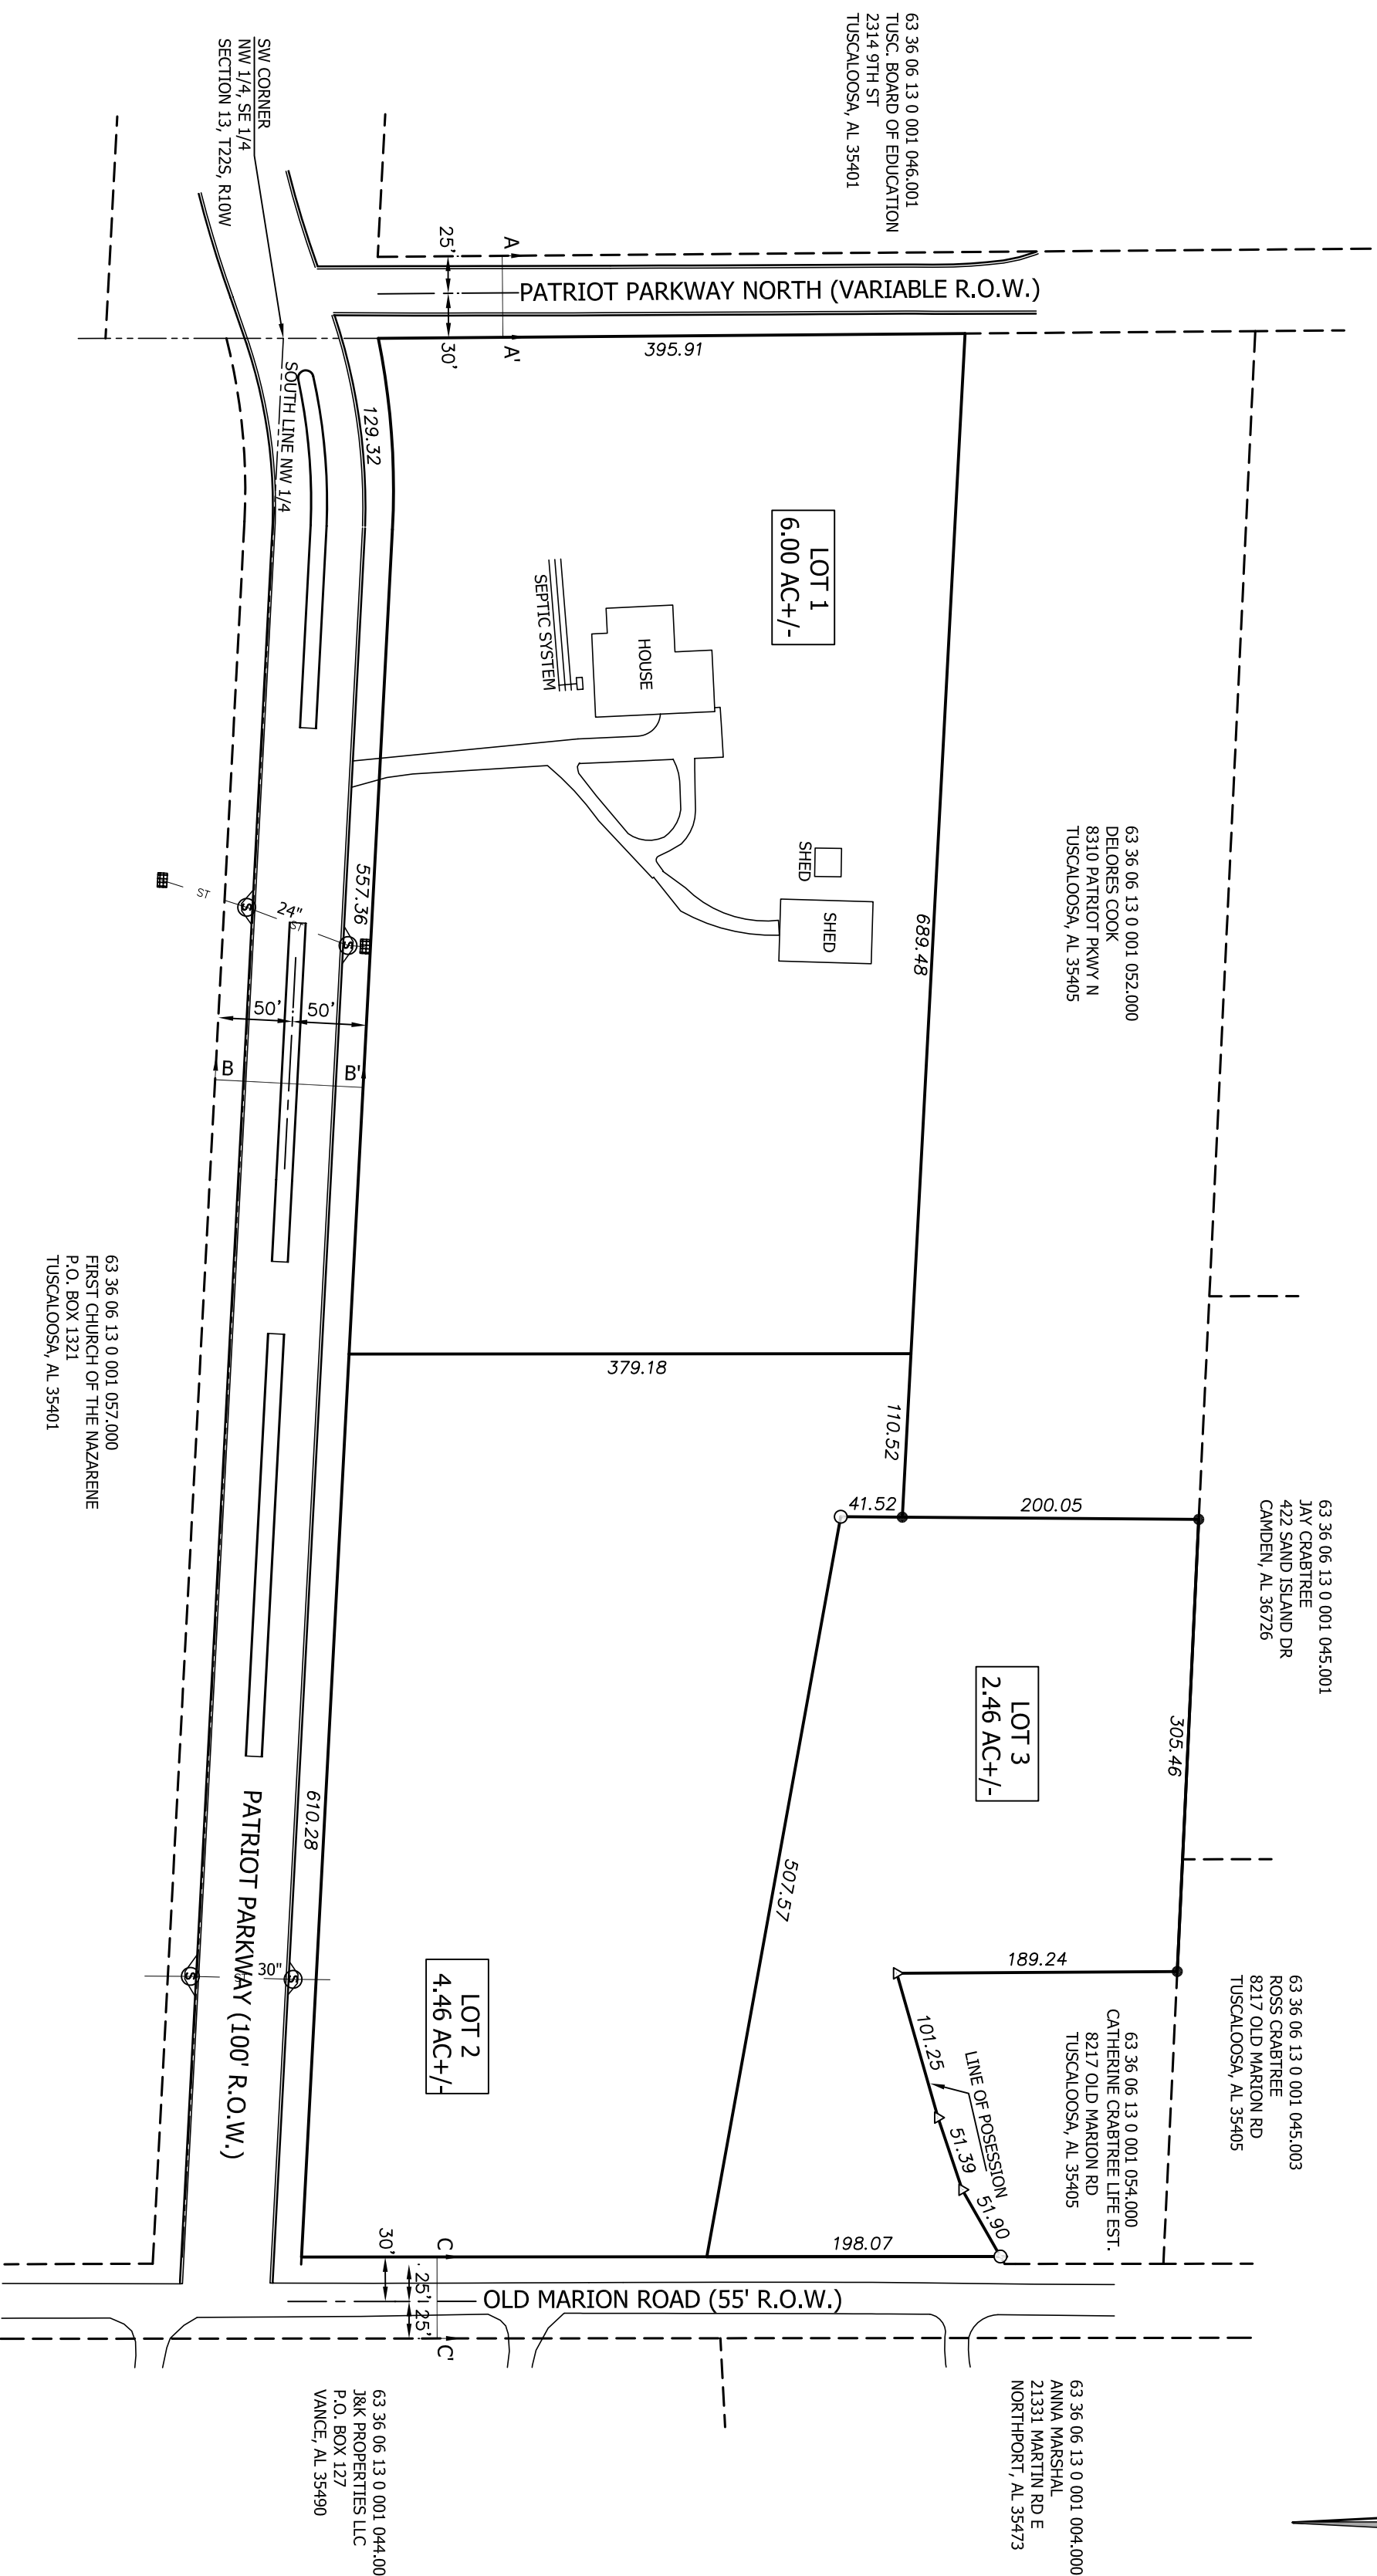 63 36 06 13 0 001 046.001
TUSC. BOARD OF EDUCATION
2314 9TH ST
TUSCALOOSA, AL 35401
SW CORNER
NW 1/4, SE 1/4
SECTION 13, T22S, R10W
PATRIOT PARKWAY NORTH (VARIABLE R.O.W.)
A
A'
25'
30'
395.91
129.32
SOUTH LINE NW 1/4
LOT 1
6.00 AC+/-
HOUSE
SEPTIC SYSTEM
SHED
SHED
63 36 06 13 0 001 052.000
DELORES COOK
8310 PATRIOT PKWY N
TUSCALOOSA, AL 35405
689.48
557.36
ST
S
24"
ST
S
50'
50'
B
B'
63 36 06 13 0 001 057.000
FIRST CHURCH OF THE NAZARENE
P.O. BOX 1321
TUSCALOOSA, AL 35401
379.18
110.52
41.52
200.05
63 36 06 13 0 001 045.001
JAY CRABTREE
422 SAND ISLAND DR
CAMDEN, AL 36726
LOT 3
2.46 AC+/-
305.46
507.57
610.28
PATRIOT PARKWAY (100' R.O.W.)
S
30"
S
LOT 2
4.46 AC+/-
189.24
101.25
51.39
51.90
LINE OF POSESSION
63 36 06 13 0 001 045.003
ROSS CRABTREE
8217 OLD MARION RD
TUSCALOOSA, AL 35405
63 36 06 13 0 001 054.000
CATHERINE CRABTREE LIFE EST.
8217 OLD MARION RD
TUSCALOOSA, AL 35405
198.07
C
C'
30'
25'
25'
OLD MARION ROAD (55' R.O.W.)
63 36 06 13 0 001 004.000
ANNA MARSHAL
21331 MARTIN RD E
NORTHPORT, AL 35473
63 36 06 13 0 001 044.00
J&K PROPERTIES LLC
P.O. BOX 127
VANCE, AL 35490